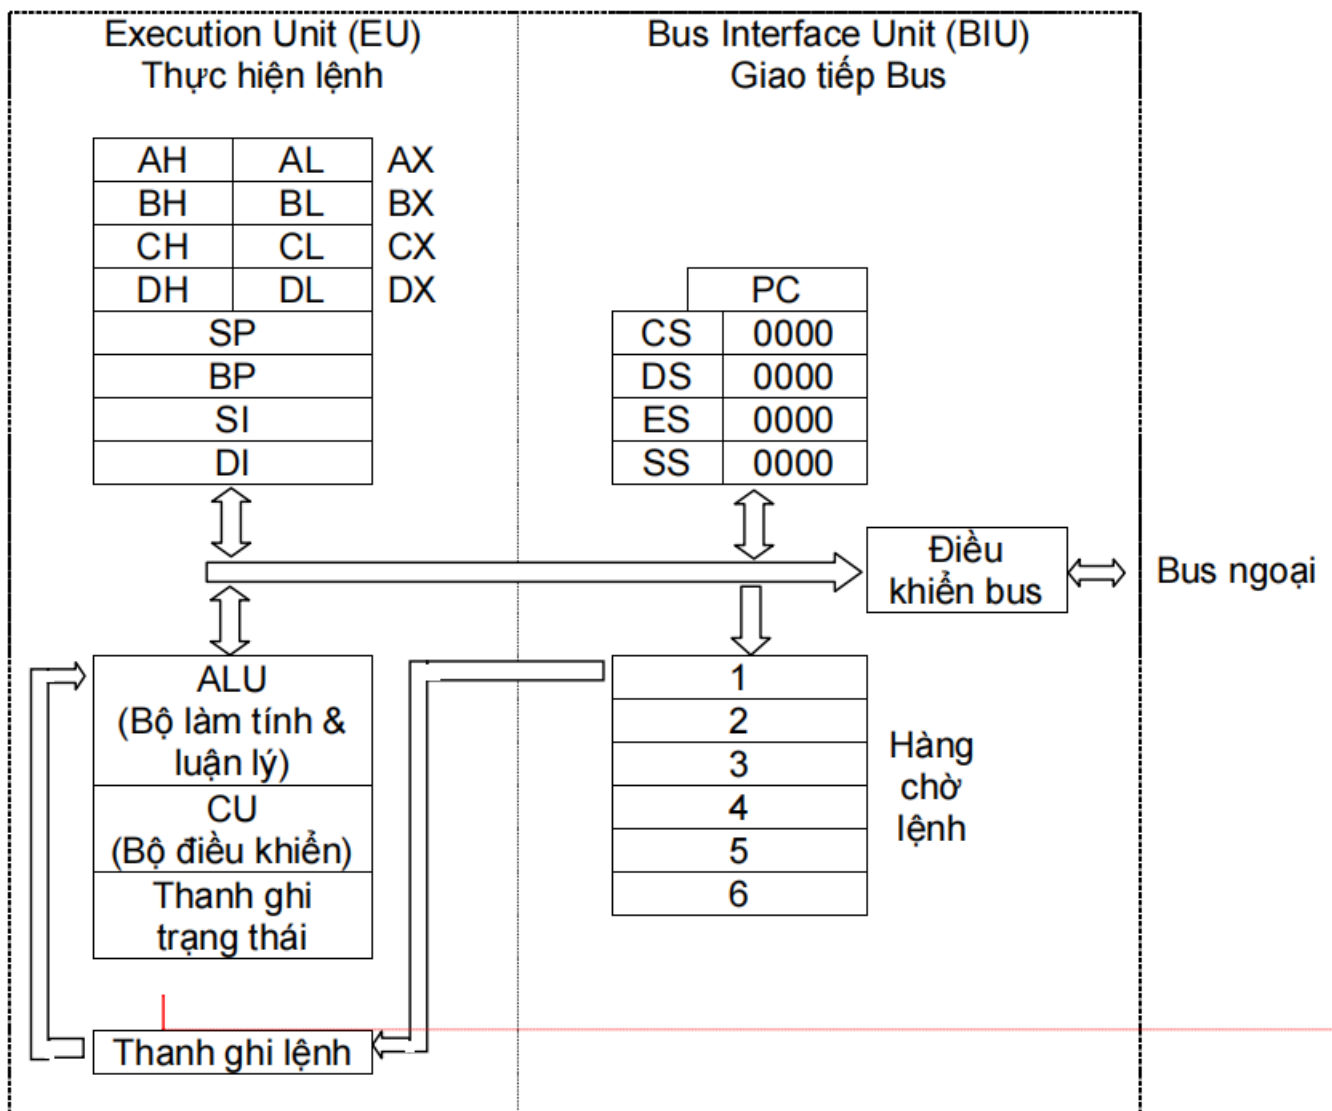 Execution Unit (EU)
Thực hiện lệnh
Bus Interface Unit (BIU)
Giao tiếp Bus
AH AL AX
BH BL BX
CH CL CX
DH DL DX
SP
BP
SI
DI
PC
CS 0000
DS 0000
ES 0000
SS 0000
Điều
khiển bus
Bus ngoại
ALU
(Bộ làm tính &
luận lý)
CU
(Bộ điều khiển)
Thanh ghi
trạng thái
1
2
3
4
5
6
Hàng
chờ
lệnh
Thanh ghi lệnh